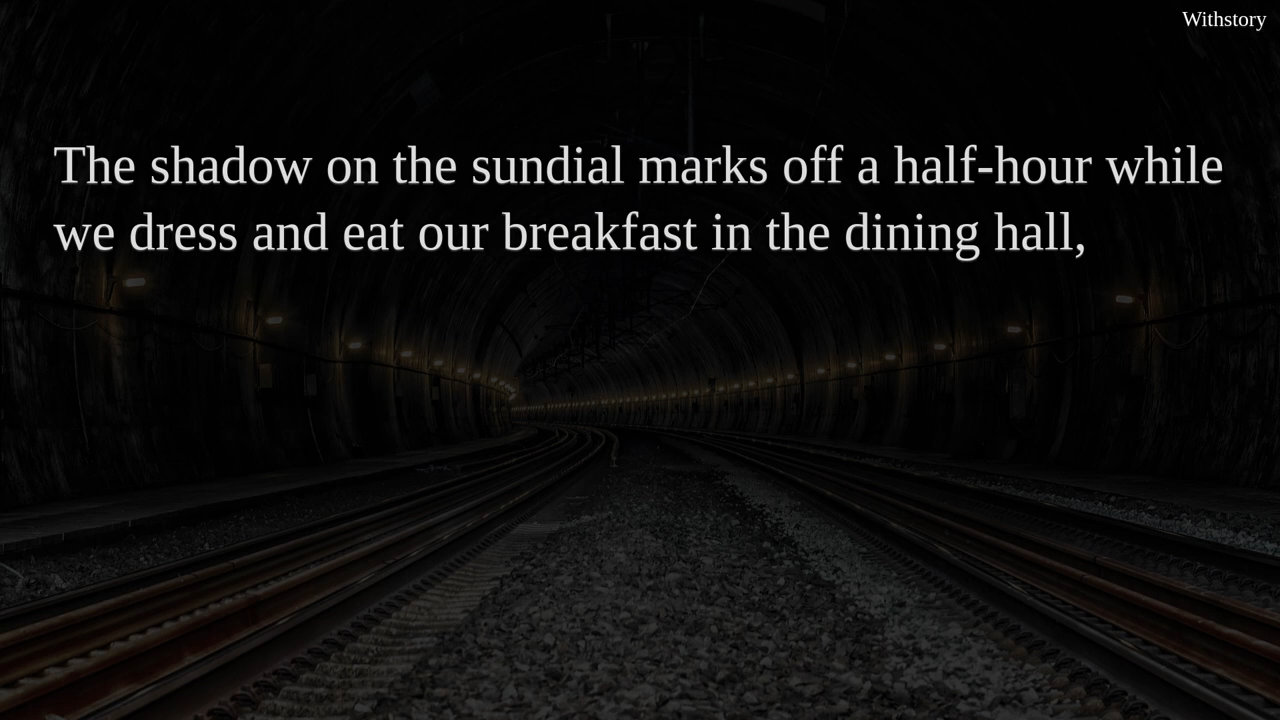 Withstory
The shadow on the sundial marks off a half-hour while
we dress and eat our breakfast in the dining hall,